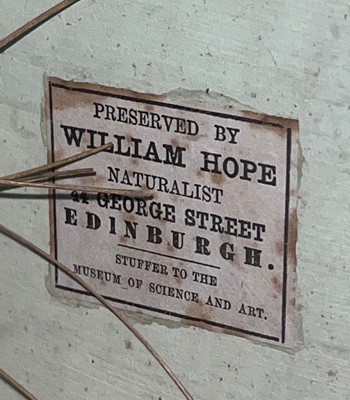 PRESERVED BY
WILLIAM HOPE
NATURALIST
GEORGE STREET
EDINBURGH.
STUFFER TO THE
MUSEUM OF SCIENCE AND ART.